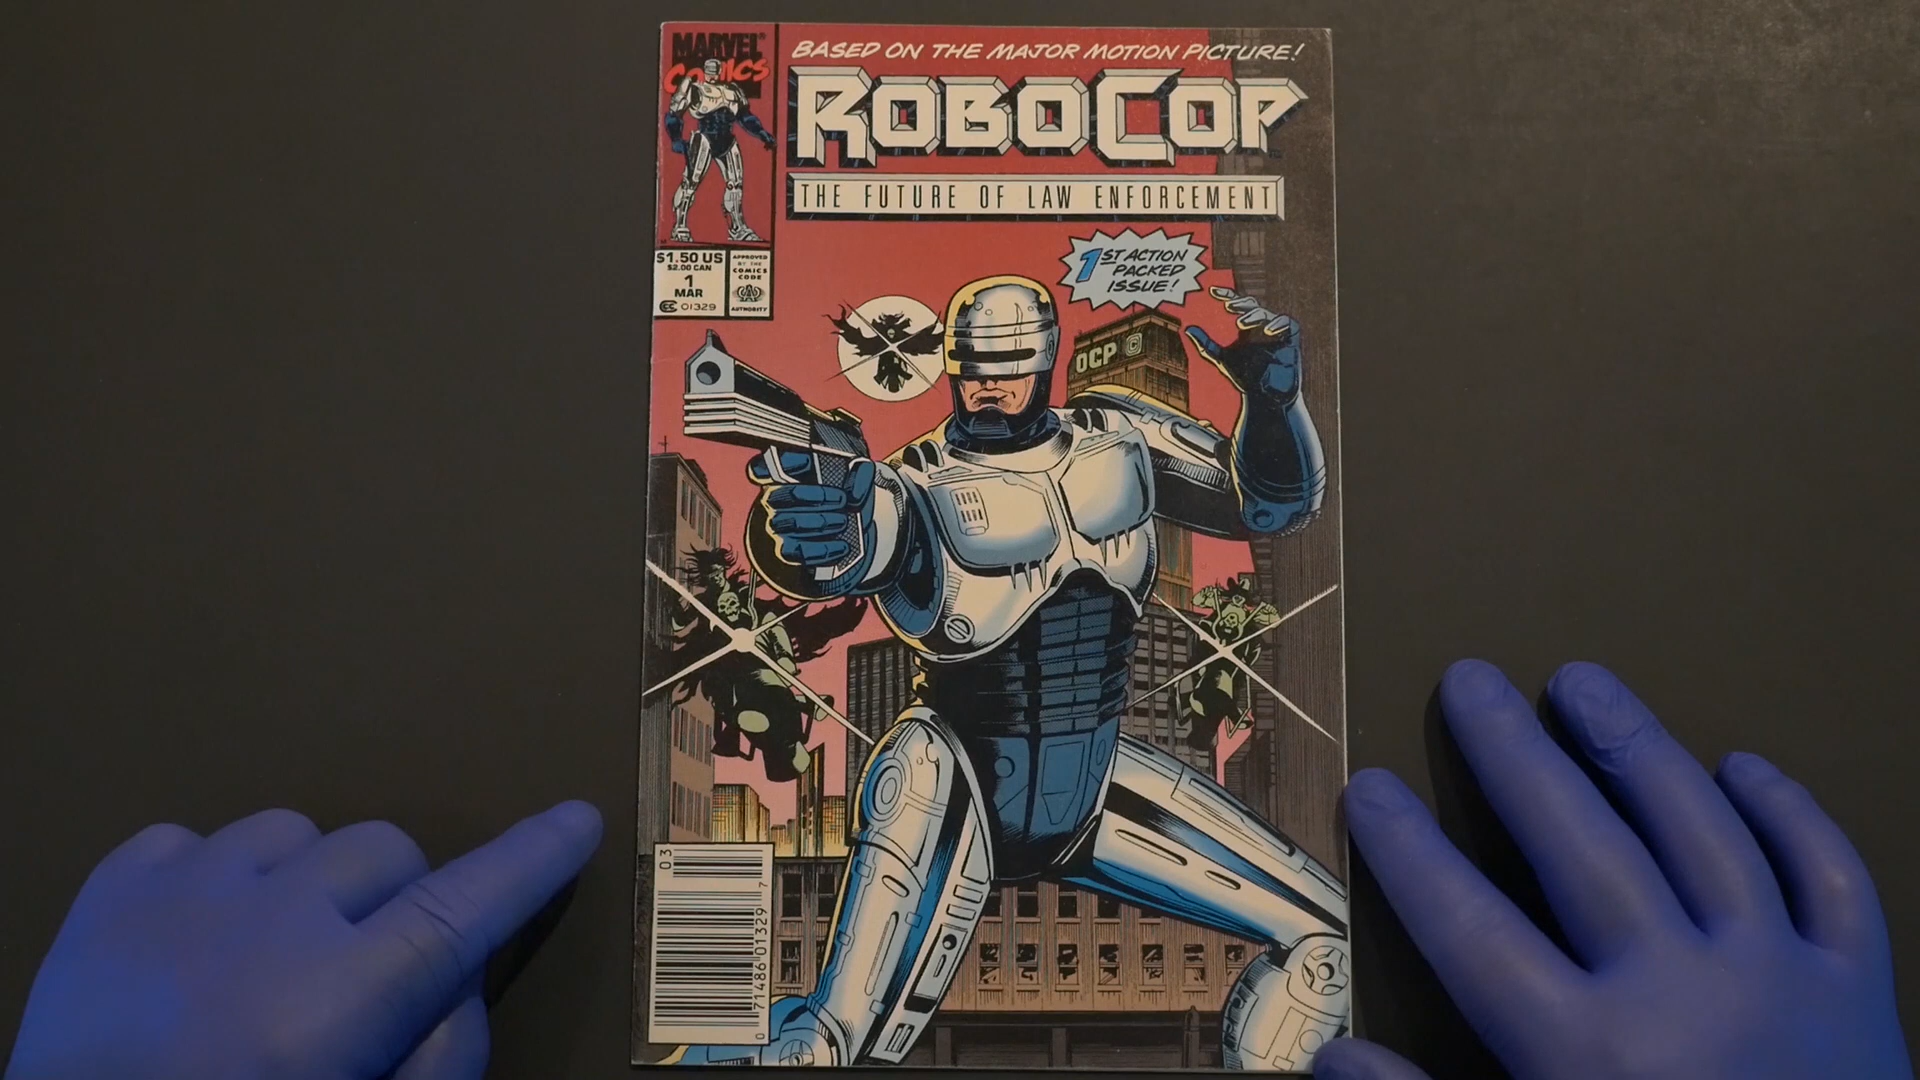 MARVEL
COMICS
BASED ON THE MAJOR MOTION PICTURE!
ROBOCOP
THE FUTURE OF LAW ENFORCEMENT
1ST ACTION
PACKED
ISSUE!
$1.50 US
$2.00 CAN
1
MAR
CC 01329
APPROVED
BY THE
COMICS
CODE
AUTHORITY
OCP
03
0 71486 01329 7